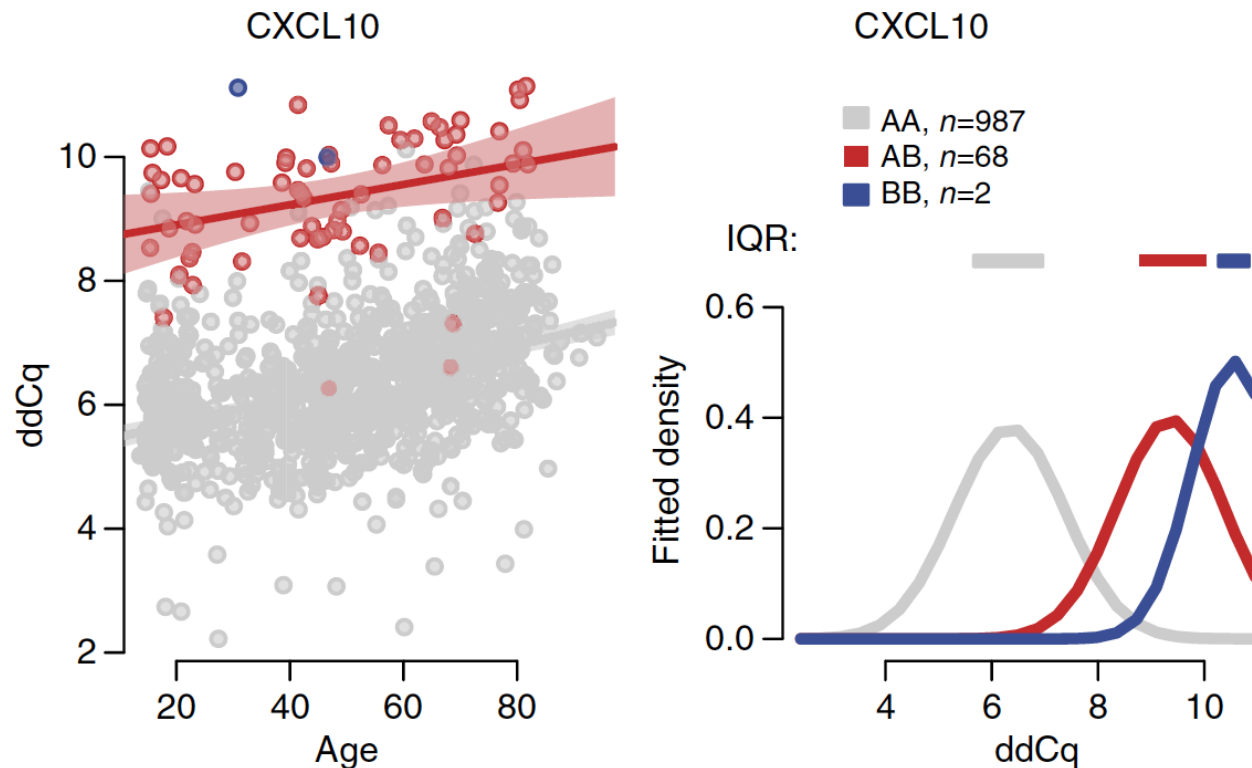 CXCL10
10
8
6
4
2
ddCq
20 40 60 80
Age
CXCL10
AA, n=987
AB, n=68
BB, n=2
IQR:
0.6
0.4
0.2
0.0
Fitted density
4 6 8 10
ddCq